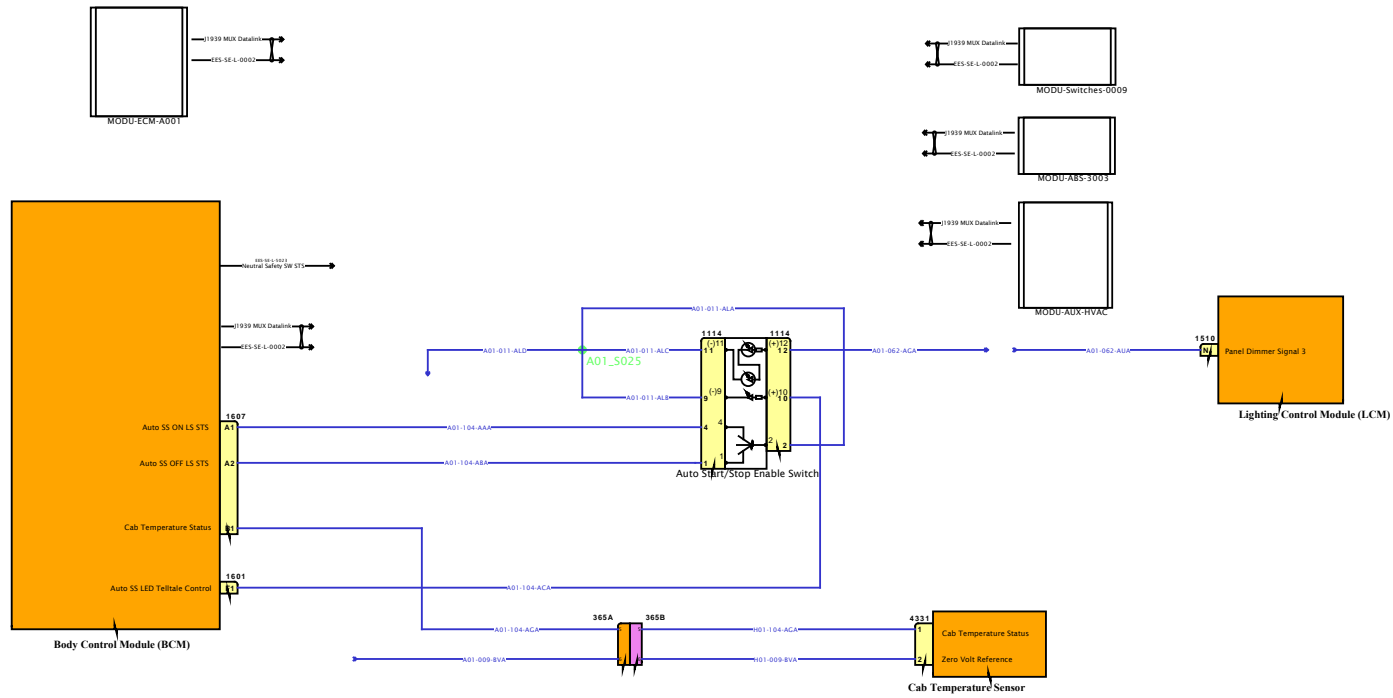 J1939 MUX Datalink
EES-SE-L-0002
MODU-ECM-A001
J1939 MUX Datalink
EES-SE-L-0002
MODU-Switches-0009
J1939 MUX Datalink
EES-SE-L-0002
MODU-ABS-3003
J1939 MUX Datalink
EES-SE-L-0002
MODU-AUX-HVAC
EES-SE-L-5023
Neutral Safety SW STS
J1939 MUX Datalink
EES-SE-L-0002
A01-011-ALA
1114
1114
A01-011-ALD
A01-011-ALC
A01_S025
11
(-)11
(+)12
12
A01-062-AGA
A01-062-AUA
1510
N
Panel Dimmer Signal 3
Lighting Control Module (LCM)
A01-011-ALB
9
(-)9
(+)10
10
1607
Auto SS ON LS STS
A1
A01-104-AAA
4
4
2
2
Auto SS OFF LS STS
A2
A01-104-ABA
1
1
Auto Start/Stop Enable Switch
Cab Temperature Status
1601
Auto SS LED Telltale Control
A01-104-ACA
Body Control Module (BCM)
365A
365B
4331
A01-104-AGA
H01-104-AGA
1
Cab Temperature Status
A01-009-BVA
H01-009-BVA
2
Zero Volt Reference
Cab Temperature Sensor